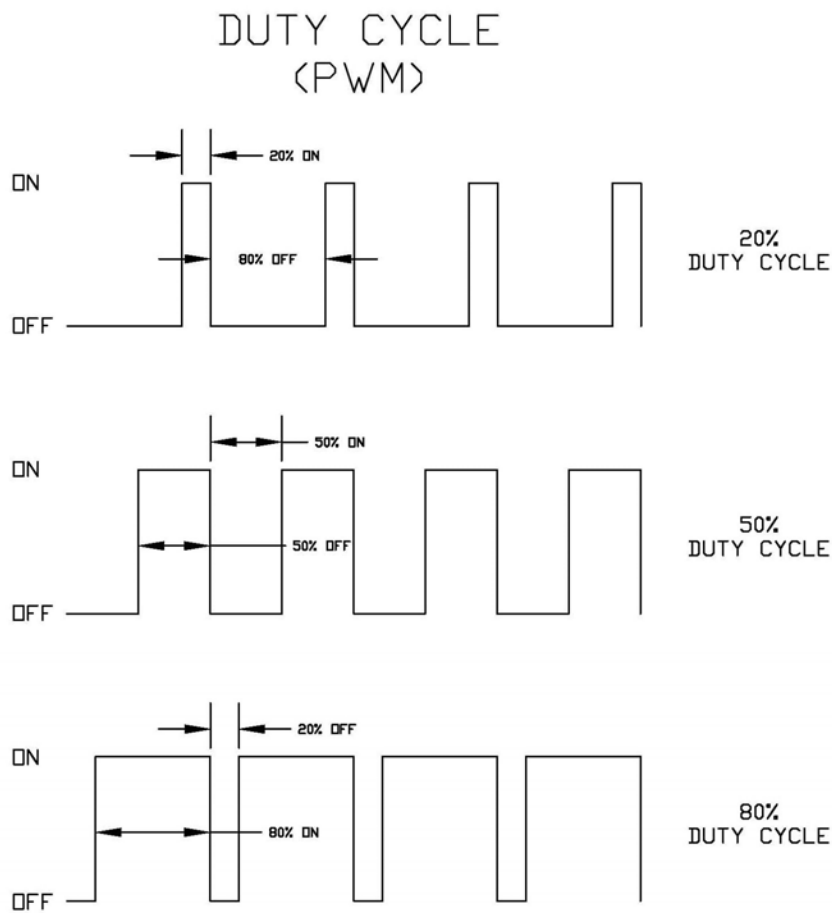 DUTY CYCLE
(PWM)
20% ON
ON
80% OFF
20%
DUTY CYCLE
OFF
50% ON
ON
50% OFF
50%
DUTY CYCLE
OFF
20% OFF
ON
80% ON
80%
DUTY CYCLE
OFF